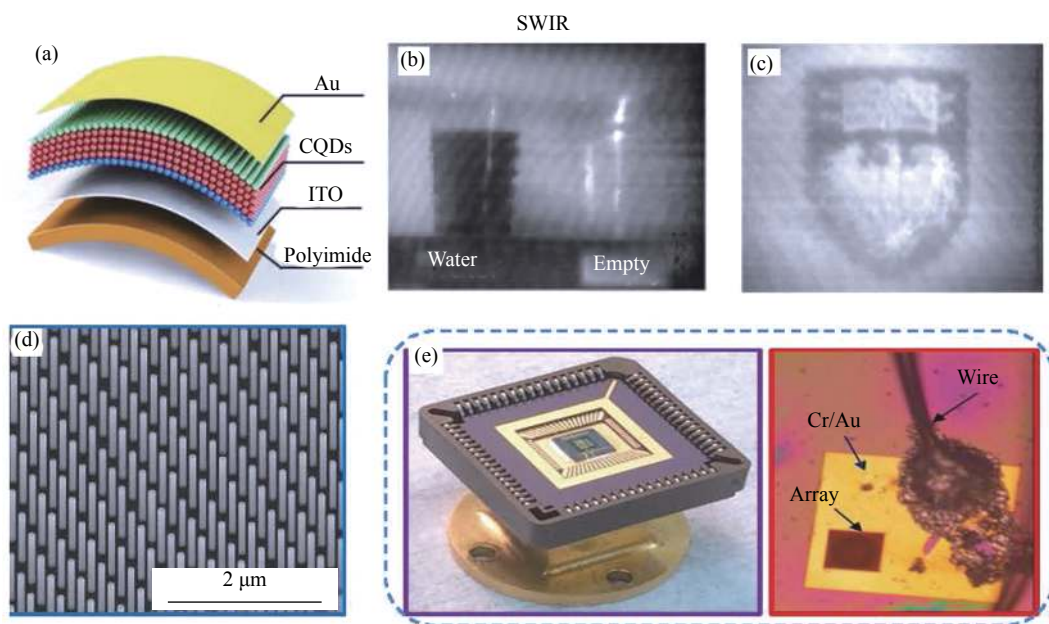 SWIR
(a)
Au
CQDs
ITO
Polyimide
(b)
Water
Empty
(c)
(d)
2 μm
(e)
Wire
Cr/Au
Array